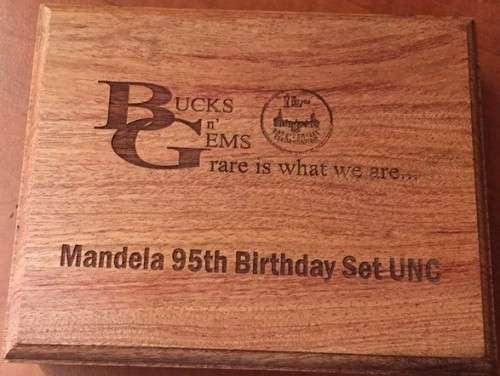 Bucks
n'
Gems
rare is what we are...
Mandela 95th Birthday Set UNC